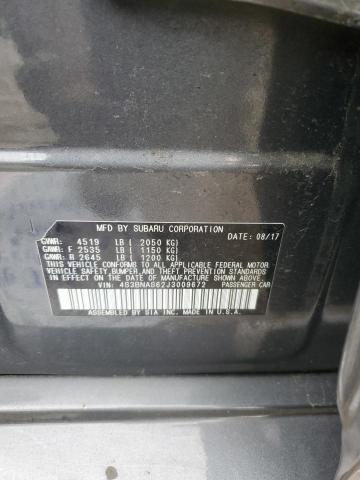 MFD BY SUBARU CORPORATION
GVWR: 4519 LB ( 2050 KG) DATE: 08/17
GAWR: F 2535 LB ( 1150 KG)
GAWR: R 2645 LB ( 1200 KG)
THIS VEHICLE CONFORMS TO ALL APPLICABLE FEDERAL MOTOR
VEHICLE SAFETY, BUMPER, AND THEFT PREVENTION STANDARDS
IN EFFECT ON THE DATE OF MANUFACTURE SHOWN ABOVE.
VIN: 4S3BNAS62J3009672 PASSENGER CAR
ASSEMBLED BY SIA INC. MADE IN U.S.A.